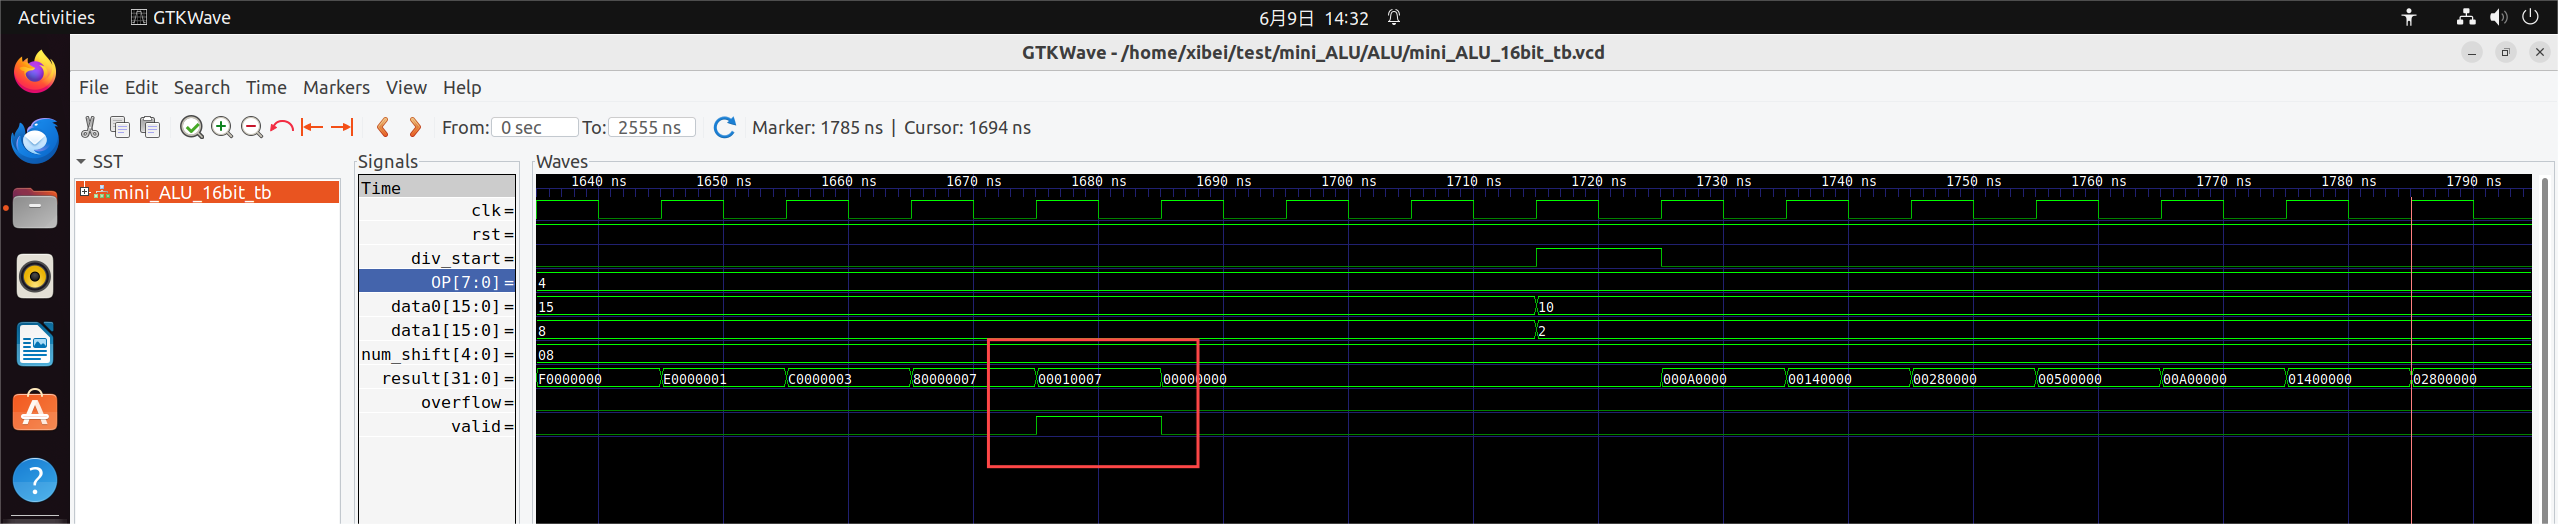 Activities GTKWave 6月9日 14:32
GTKWave - /home/xibei/test/mini_ALU/ALU/mini_ALU_16bit_tb.vcd
File Edit Search Time Markers View Help
From: 0 sec To: 2555 ns Marker: 1785 ns | Cursor: 1694 ns
SST Signals Waves
mini_ALU_16bit_tb
Time 1640 ns 1650 ns 1660 ns 1670 ns 1680 ns 1690 ns 1700 ns 1710 ns 1720 ns 1730 ns 1740 ns 1750 ns 1760 ns 1770 ns 1780 ns 1790 ns
clk =
rst =
div_start =
OP[7:0] = 4
data0[15:0] = 15 10
data1[15:0] = 8 2
num_shift[4:0] = 08
result[31:0] = F0000000 E0000001 C0000003 80000007 00010007 00000000 000A0000 00140000 00280000 00500000 00A00000 01400000 02800000
overflow =
valid =